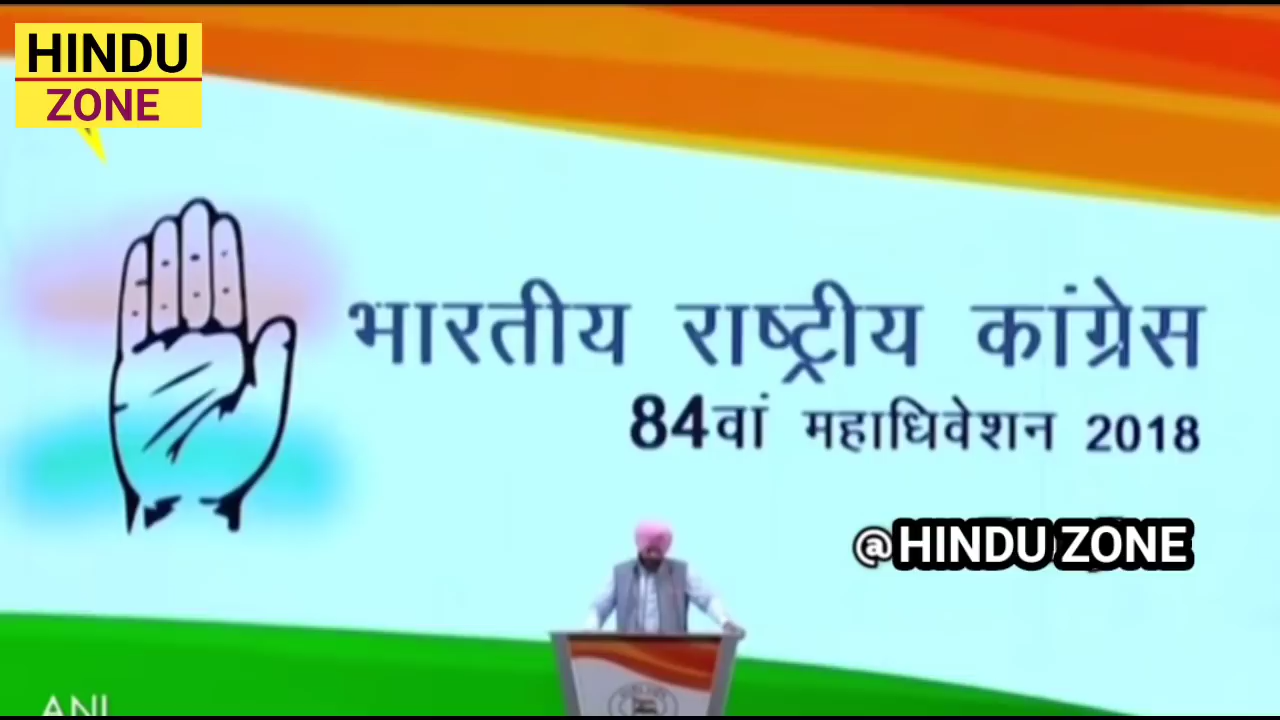 HINDU
ZONE
भारतीय राष्ट्रीय कांग्रेस
84वां महाधिवेशन 2018
@HINDU ZONE
ANI